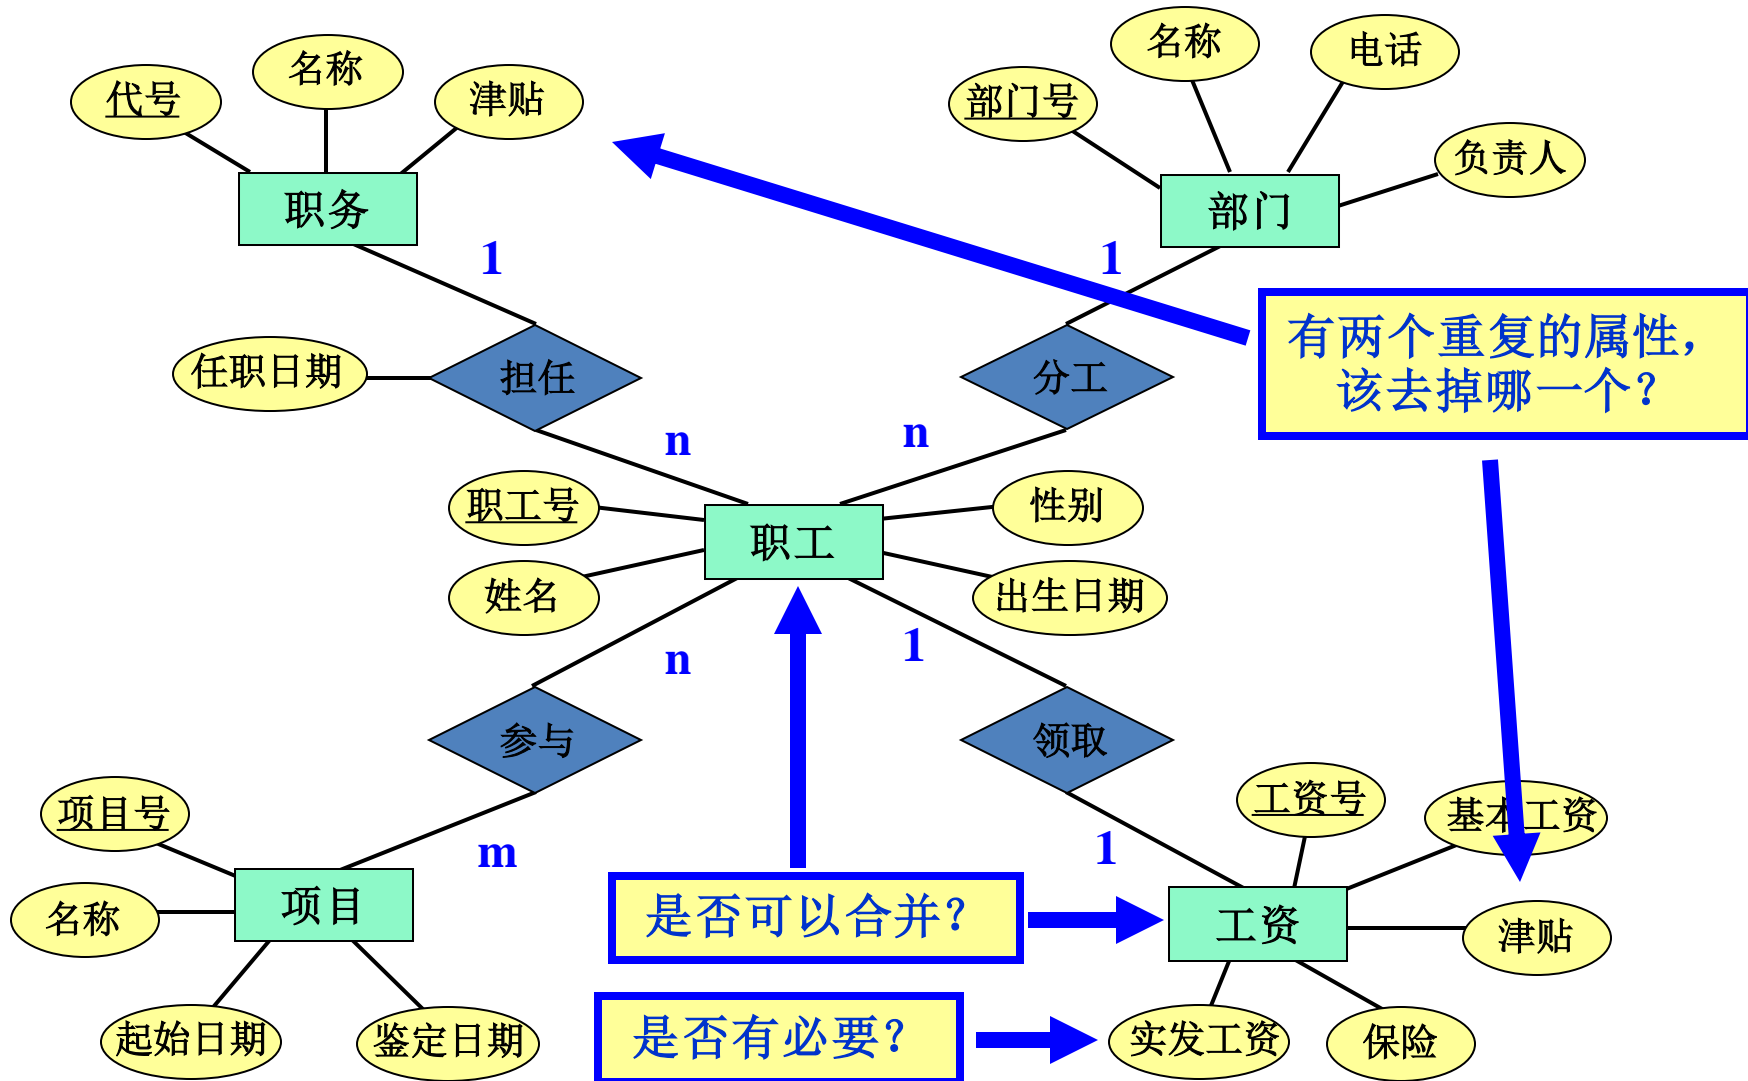 名称
电话
名称
代号
津贴
部门号
负责人
职务
部门
1
1
有两个重复的属性，
该去掉哪一个？
任职日期
担任
分工
n
n
职工号
性别
职工
姓名
出生日期
n
1
参与
领取
项目号
工资号
基本工资
m
1
名称
项目
是否可以合并？
工资
津贴
起始日期
鉴定日期
是否有必要？
实发工资
保险